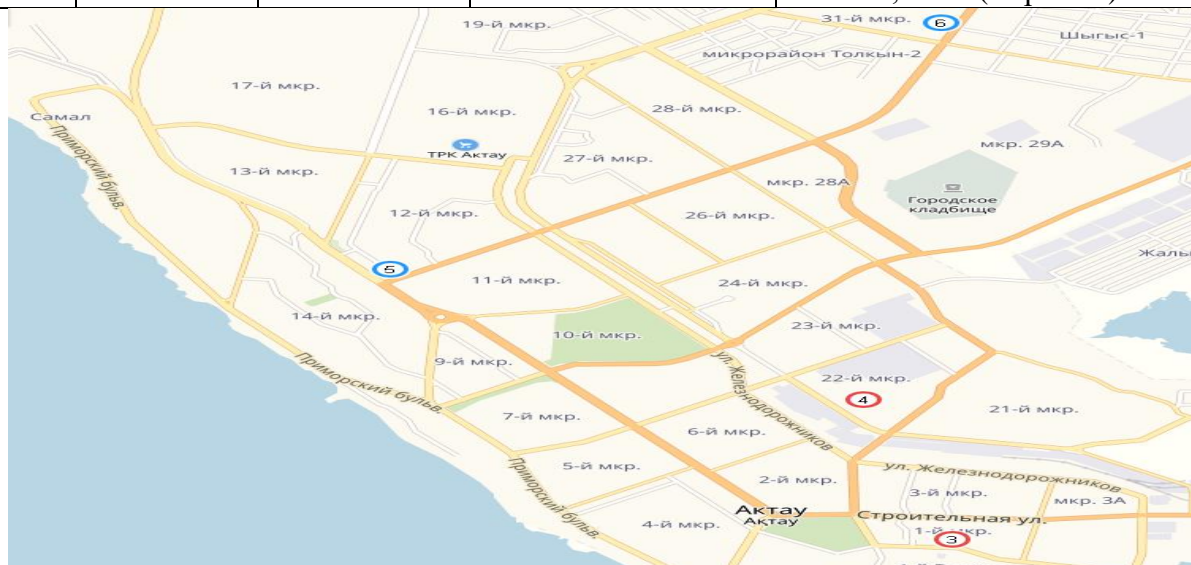 19-й мкр.
31-й мкр.
6
Шыгыс-1
микрорайон Толкын-2
17-й мкр.
16-й мкр.
28-й мкр.
Самал
ТРК Актау
27-й мкр.
мкр. 29А
13-й мкр.
мкр. 28А
Приморский бульв.
Городское
кладбище
12-й мкр.
26-й мкр.
5
11-й мкр.
24-й мкр.
14-й мкр.
10-й мкр.
23-й мкр.
9-й мкр.
22-й мкр.
4
Приморский бульв.
ул. Железнодорожников
7-й мкр.
21-й мкр.
6-й мкр.
5-й мкр.
ул. Железнодорожников
2-й мкр.
3-й мкр.
мкр. 3А
Приморский бульв.
Актау
Ақтау
4-й мкр.
Строительная ул.
1-й мкр.
3